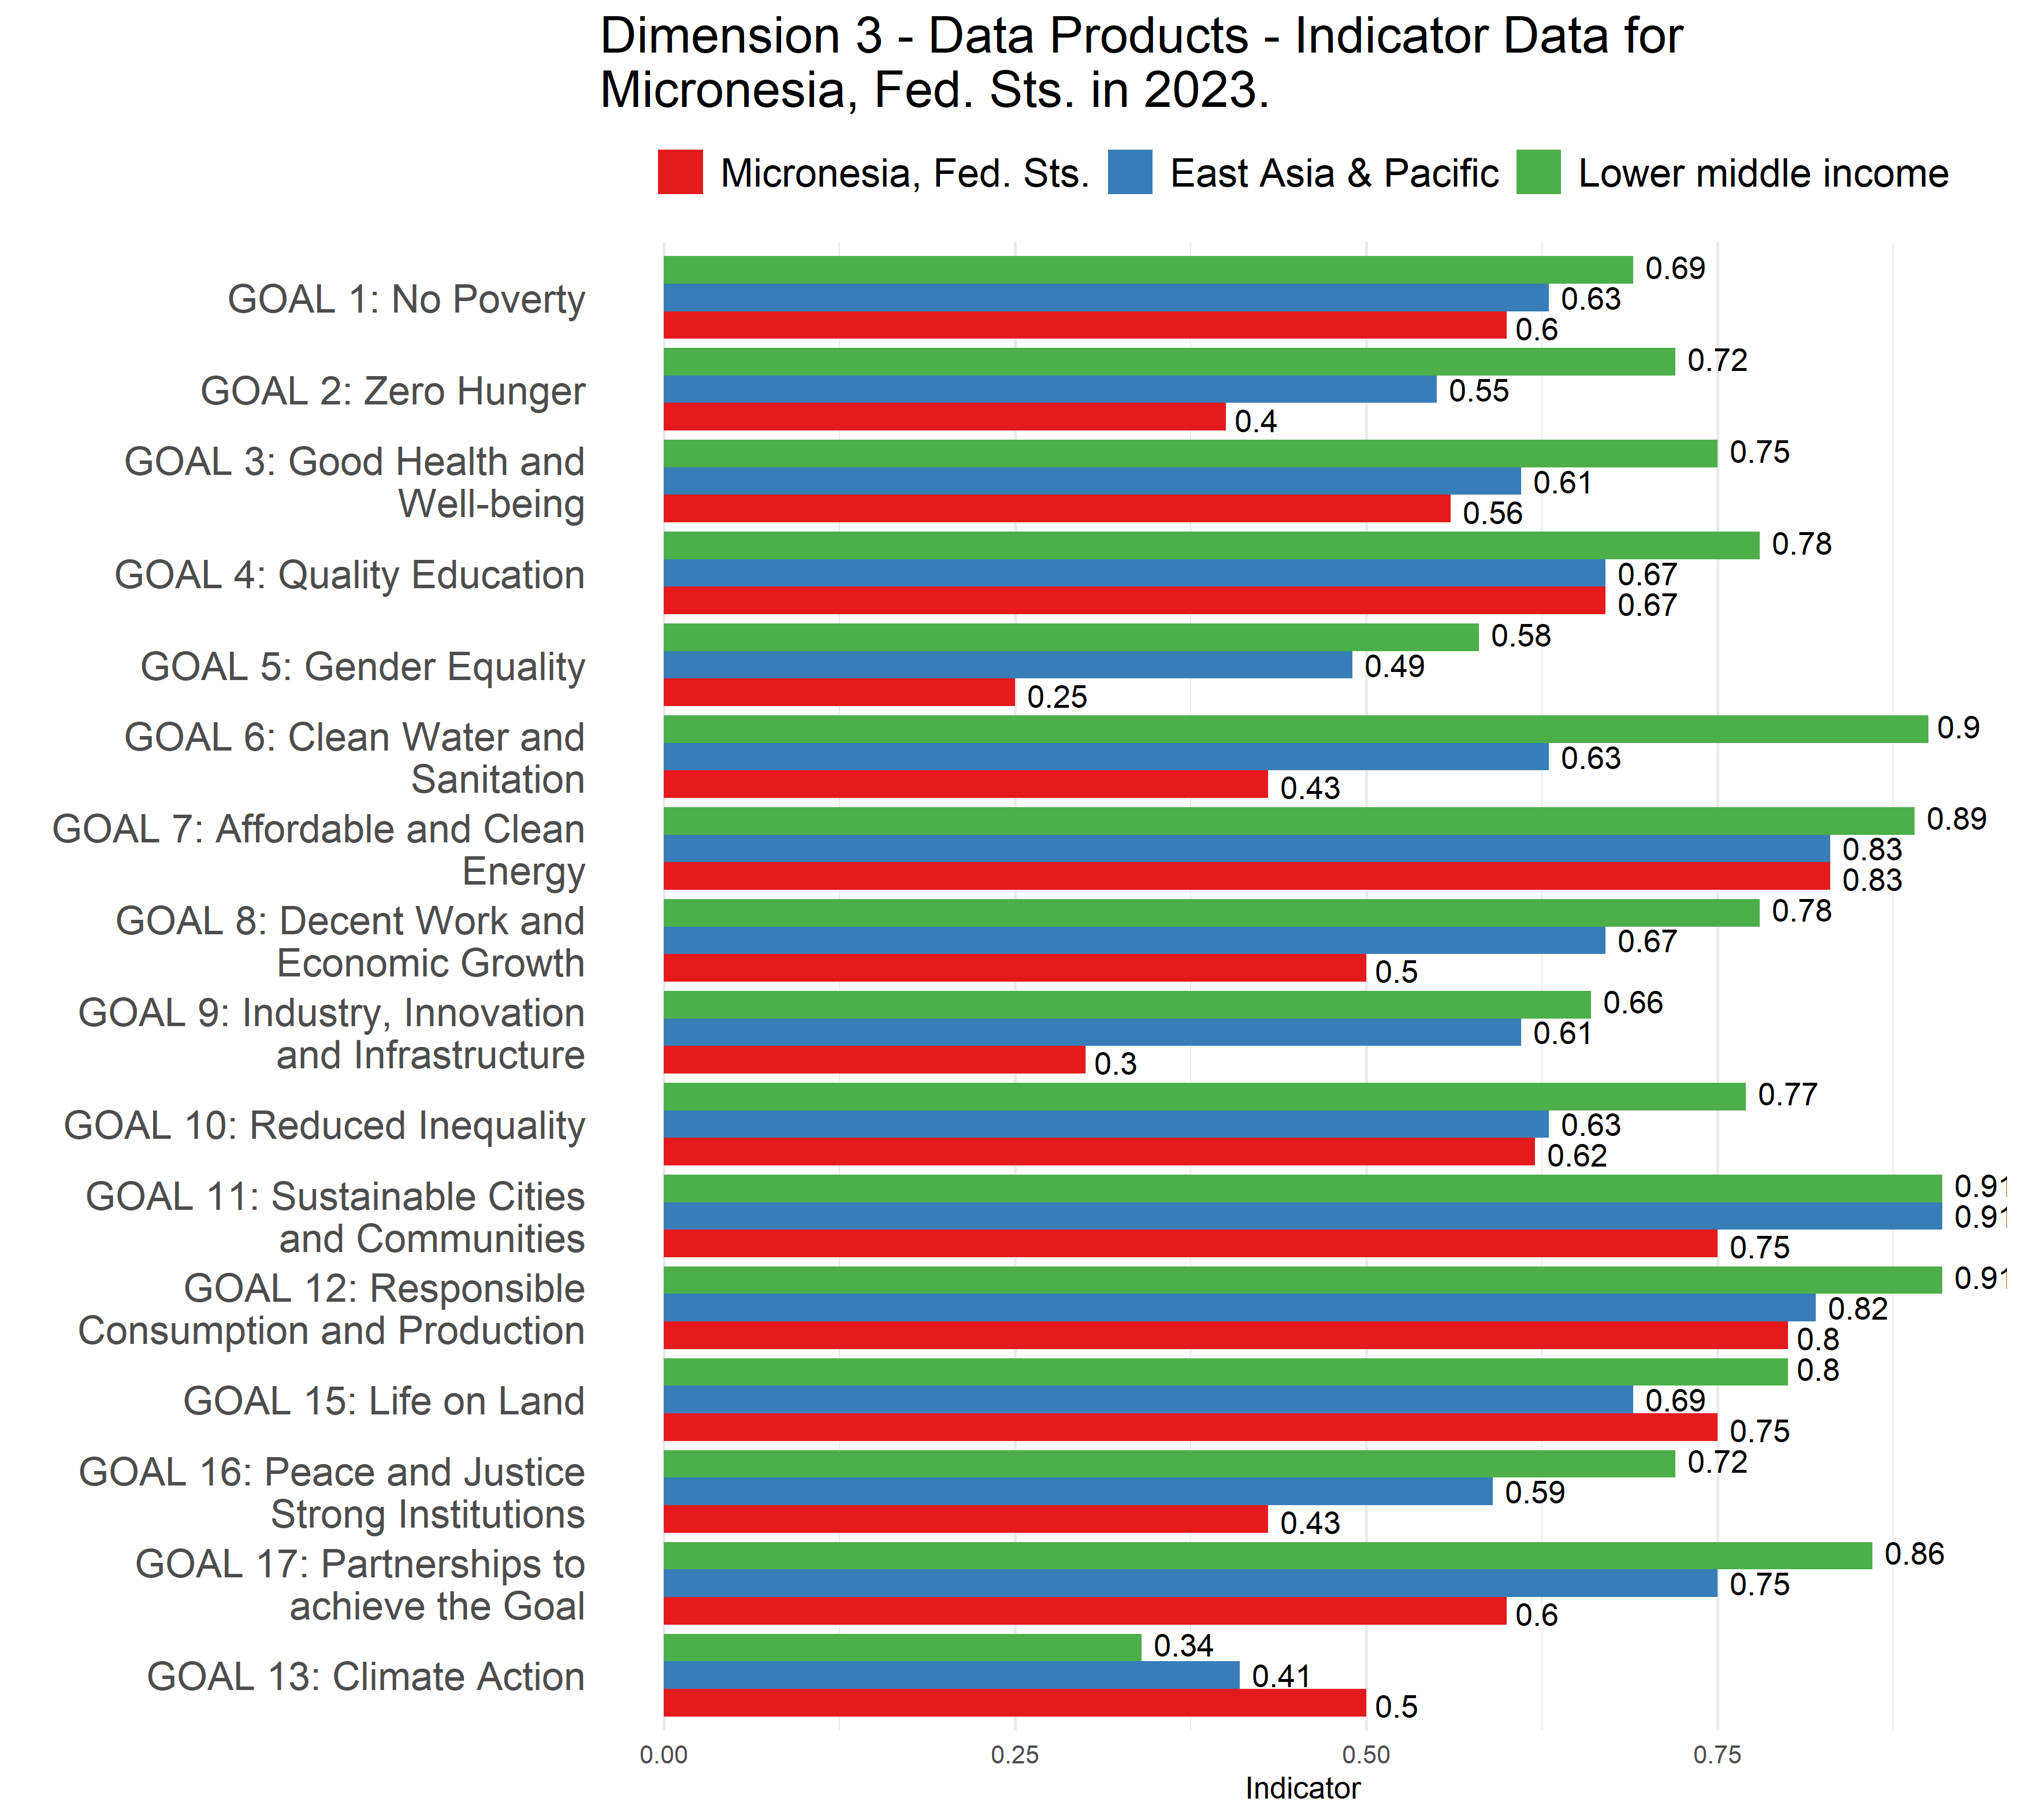 Dimension 3 - Data Products - Indicator Data for
Micronesia, Fed. Sts. in 2023.
Micronesia, Fed. Sts. East Asia & Pacific Lower middle income
GOAL 1: No Poverty
0.69
0.63
0.6
GOAL 2: Zero Hunger
0.72
0.55
0.4
GOAL 3: Good Health and
Well-being
0.75
0.61
0.56
GOAL 4: Quality Education
0.78
0.67
0.67
GOAL 5: Gender Equality
0.58
0.49
0.25
GOAL 6: Clean Water and
Sanitation
0.9
0.63
0.43
GOAL 7: Affordable and Clean
Energy
0.89
0.83
0.83
GOAL 8: Decent Work and
Economic Growth
0.78
0.67
0.5
GOAL 9: Industry, Innovation
and Infrastructure
0.66
0.61
0.3
GOAL 10: Reduced Inequality
0.77
0.63
0.62
GOAL 11: Sustainable Cities
and Communities
0.91
0.91
0.75
GOAL 12: Responsible
Consumption and Production
0.91
0.82
0.8
GOAL 15: Life on Land
0.8
0.69
0.75
GOAL 16: Peace and Justice
Strong Institutions
0.72
0.59
0.43
GOAL 17: Partnerships to
achieve the Goal
0.86
0.75
0.6
GOAL 13: Climate Action
0.34
0.41
0.5
0.00 0.25 0.50 0.75
Indicator